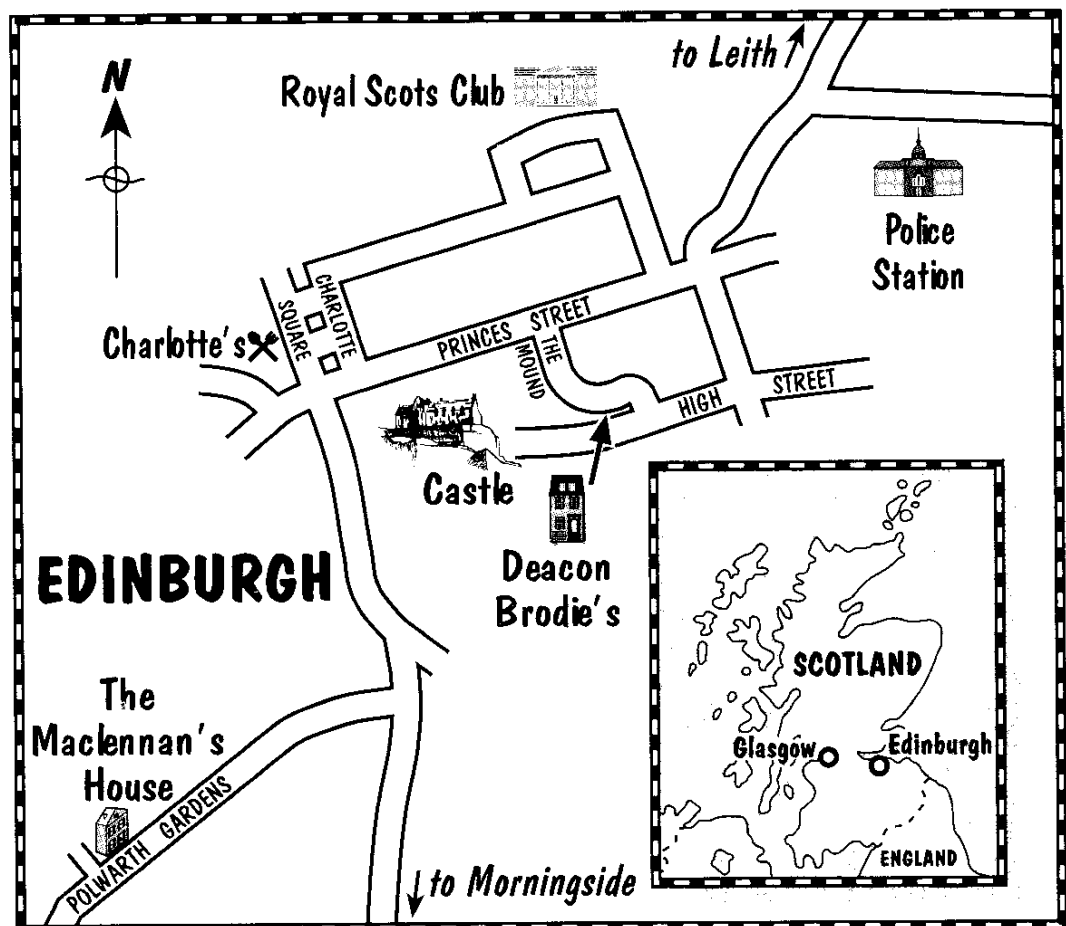 to Leith
N
Royal Scots Club
Police
Station
CHARLOTTE
SQUARE
Charlotte's
PRINCES STREET
THE
MOUND
HIGH
STREET
Castle
Deacon
Brodie's
EDINBURGH
SCOTLAND
Glasgow
Edinburgh
ENGLAND
The
Maclennan's
House
POLWARTH GARDENS
to Morningside